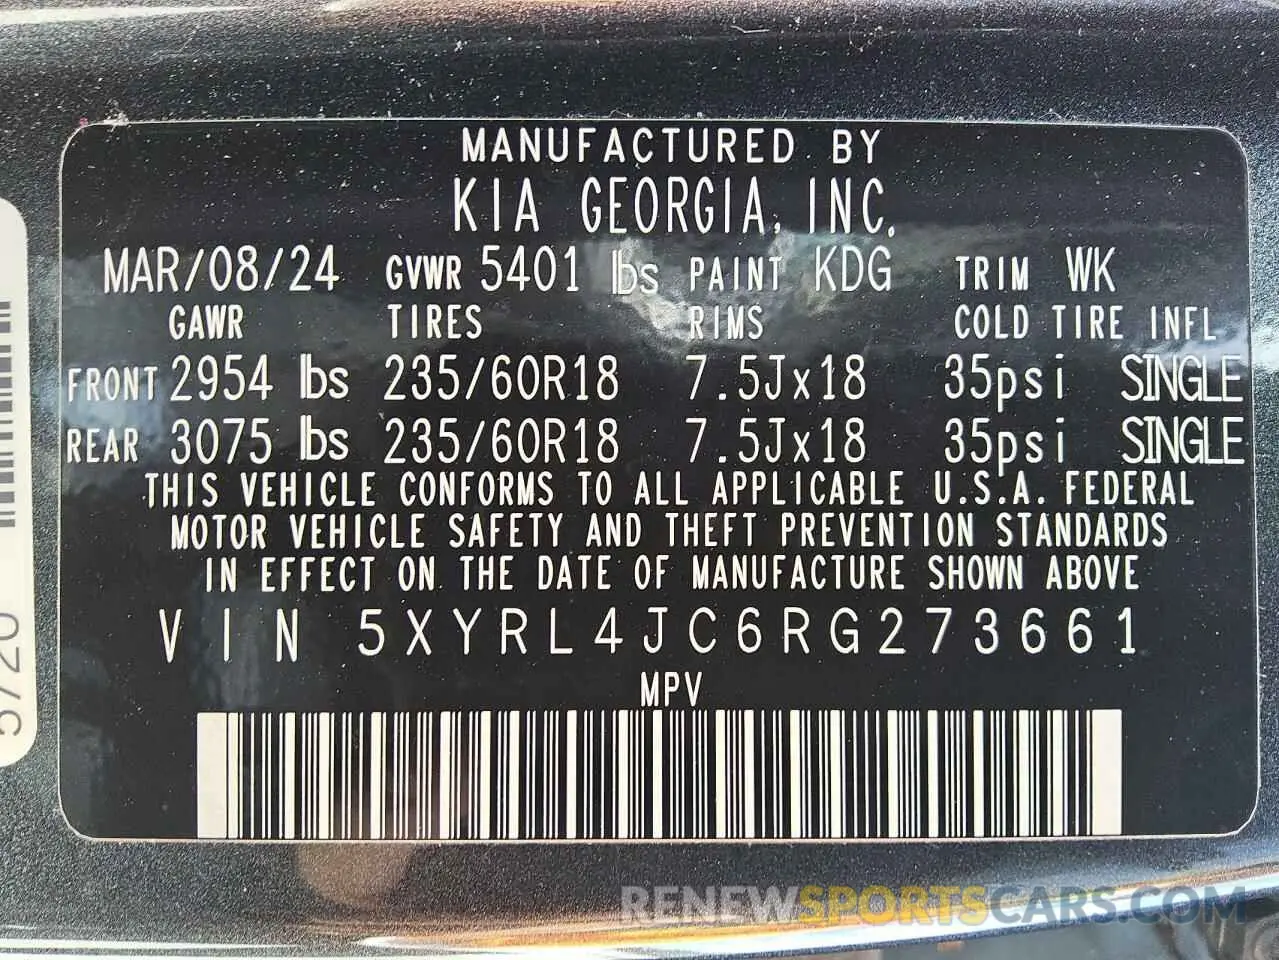 MANUFACTURED BY
KIA GEORGIA, INC.
MAR/08/24 GVWR 5401 lbs PAINT KDG TRIM WK
GAWR TIRES RIMS COLD TIRE INFL
FRONT 2954 lbs 235/60R18 7.5Jx18 35psi SINGLE
REAR 3075 lbs 235/60R18 7.5Jx18 35psi SINGLE
THIS VEHICLE CONFORMS TO ALL APPLICABLE U.S.A. FEDERAL
MOTOR VEHICLE SAFETY AND THEFT PREVENTION STANDARDS
IN EFFECT ON THE DATE OF MANUFACTURE SHOWN ABOVE
VIN 5XYRL4JC6RG273661
MPV
RENEWSPORTSCARS.COM